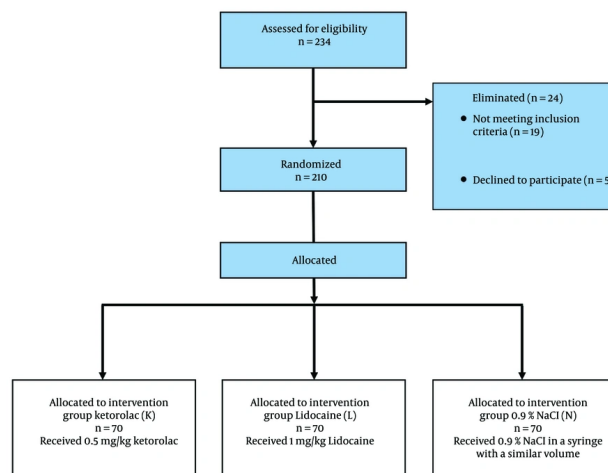 Assessed for eligibility
n = 234
Eliminated (n = 24)
● Not meeting inclusion
criteria (n = 19)
● Declined to participate (n = 5
Randomized
n = 210
Allocated
Allocated to intervention
group ketorolac (K)
n = 70
Received 0.5 mg/kg ketorolac
Allocated to intervention
group Lidocaine (L)
n = 70
Received 1 mg/kg Lidocaine
Allocated to intervention
group 0.9 % NaCl (N)
n = 70
Received 0.9 % NaCl in a syringe
with a similar volume